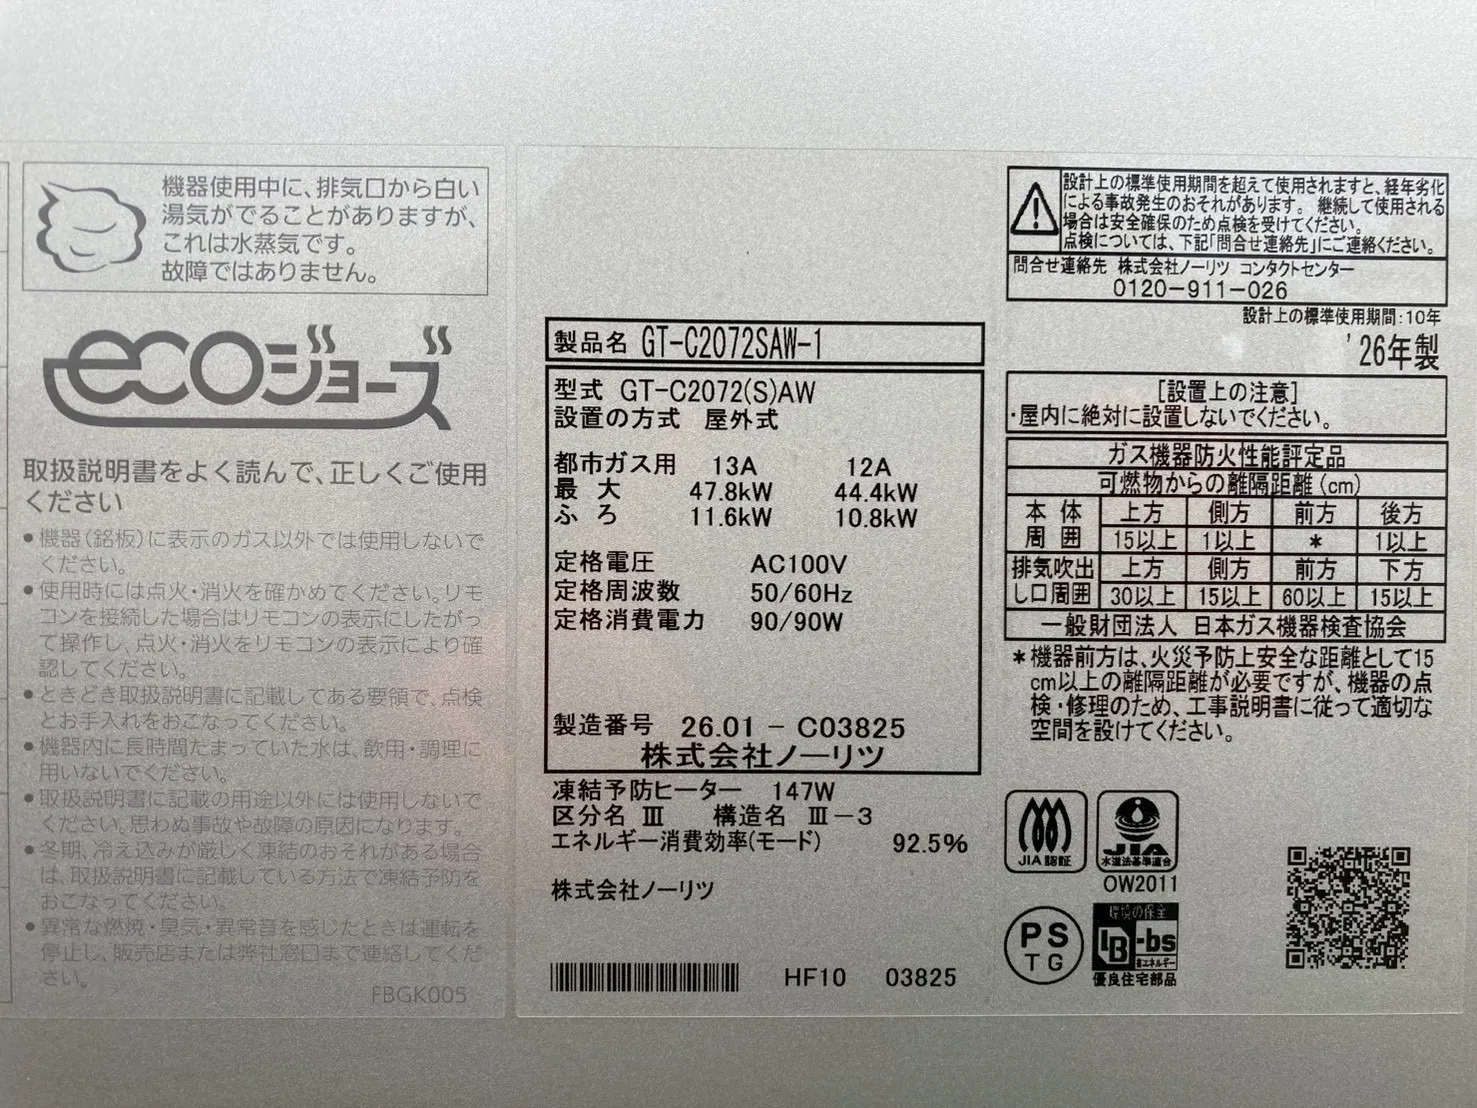 機器使用中に、排気口から白い
湯気がでることがありますが、
これは水蒸気です。
故障ではありません。
ecoジョーズ
取扱説明書をよく読んで、正しくご使用
ください
●機器(銘板)に表示のガス以外では使用しないで
ください。
●使用時には点火・消火を確かめてください。リモ
コンを接続した場合はリモコンの表示にしたがっ
て操作し、点火・消火をリモコンの表示により確
認してください。
●ときどき取扱説明書に記載してある要領で、点検
とお手入れをおこなってください。
●機器内に長時間たまっていた水は、飲用・調理に
用いないでください。
●取扱説明書に記載の用途以外には使用しないで
ください。思わぬ事故や故障の原因になります。
●冬期、冷え込みが厳しく凍結のおそれがある場合
は、取扱説明書に記載している方法で凍結予防を
おこなってください。
●異常な燃焼・臭気・異常音を感じたときは運転を
停止し、販売店または弊社窓口まで連絡してくだ
さい。
FBGK005
製品名 GT-C2072SAW-1
型式 GT-C2072(S)AW
設置の方式 屋外式
都市ガス用 13A 12A
最 大 47.8kW 44.4kW
ふ ろ 11.6kW 10.8kW
定格電圧 AC100V
定格周波数 50/60Hz
定格消費電力 90/90W
製造番号 26.01 - C03825
株式会社ノーリツ
凍結予防ヒーター 147W
区分名 Ⅲ 構造名 Ⅲ-3
エネルギー消費効率(モード) 92.5%
株式会社ノーリツ
HF10 03825
設計上の標準使用期間を超えて使用されますと、経年劣化
による事故発生のおそれがあります。継続して使用される
場合は安全確保のため点検を受けてください。
点検については、下記「問合せ連絡先」にご連絡ください。
問合せ連絡先 株式会社ノーリツ コンタクトセンター
0120-911-026
設計上の標準使用期間:10年
'26年製
[設置上の注意]
・屋内に絶対に設置しないでください。
ガス機器防火性能評定品
可燃物からの離隔距離(cm)
本体周囲 上方 側方 前方 後方
15以上 1以上 * 1以上
排気吹出し口周囲 上方 側方 前方 下方
30以上 15以上 60以上 15以上
一般財団法人 日本ガス機器検査協会
*機器前方は、火災予防上安全な距離として15
cm以上の離隔距離が必要ですが、機器の点
検・修理のため、工事説明書に従って適切な
空間を設けてください。
JIA 認証
JIA
水道法基準適合
OW2011
PS
TG
環境の保全
BL-bs
省エネルギー
優良住宅部品